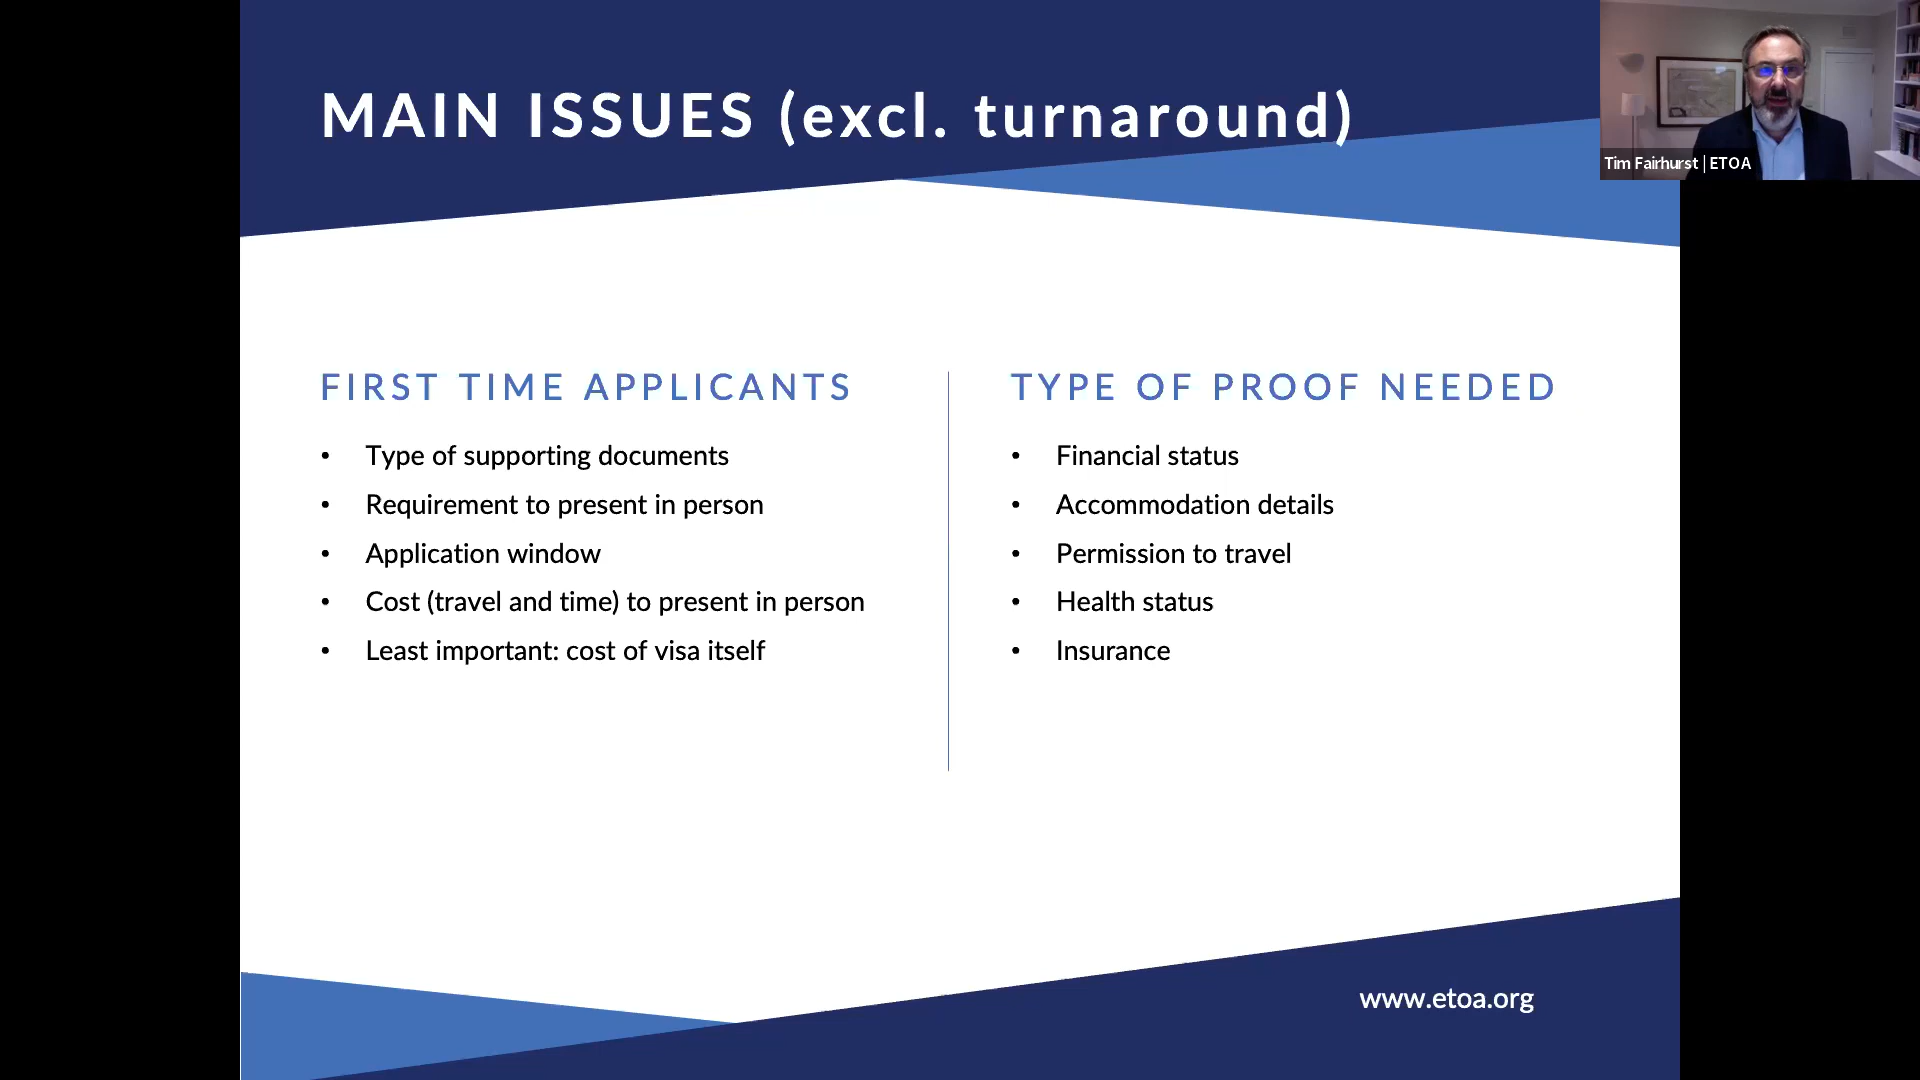 MAIN ISSUES (excl. turnaround)
Tim Fairhurst | ETOA
FIRST TIME APPLICANTS
• Type of supporting documents
• Requirement to present in person
• Application window
• Cost (travel and time) to present in person
• Least important: cost of visa itself
TYPE OF PROOF NEEDED
• Financial status
• Accommodation details
• Permission to travel
• Health status
• Insurance
www.etoa.org